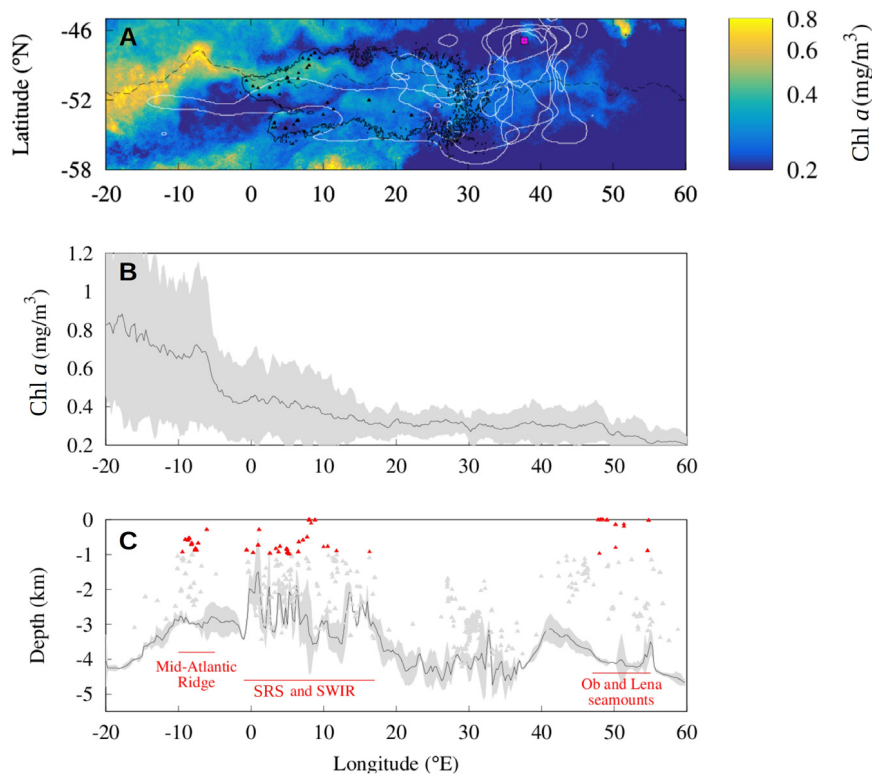 A
Latitude (°N)
-46
-52
-58
-20 -10 0 10 20 30 40 50 60
0.8
0.6
0.4
0.2
Chl a (mg/m³)
B
Chl a (mg/m³)
1.2
1
0.8
0.6
0.4
0.2
-20 -10 0 10 20 30 40 50 60
C
Depth (km)
0
-1
-2
-3
-4
-5
Mid-Atlantic
Ridge
SRS and SWIR
Ob and Lena
seamounts
-20 -10 0 10 20 30 40 50 60
Longitude (°E)